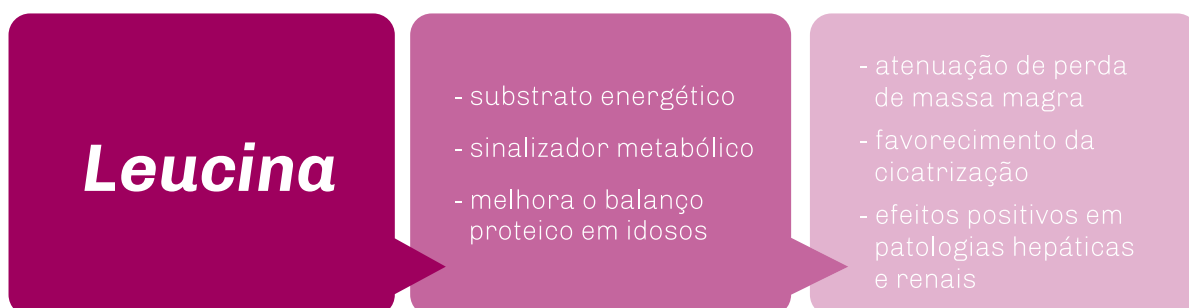 Leucina
- substrato energético
- sinalizador metabólico
- melhora o balanço
proteico em idosos
- atenuação de perda
de massa magra
- favorecimento da
cicatrização
- efeitos positivos em
patologias hepáticas
e renais